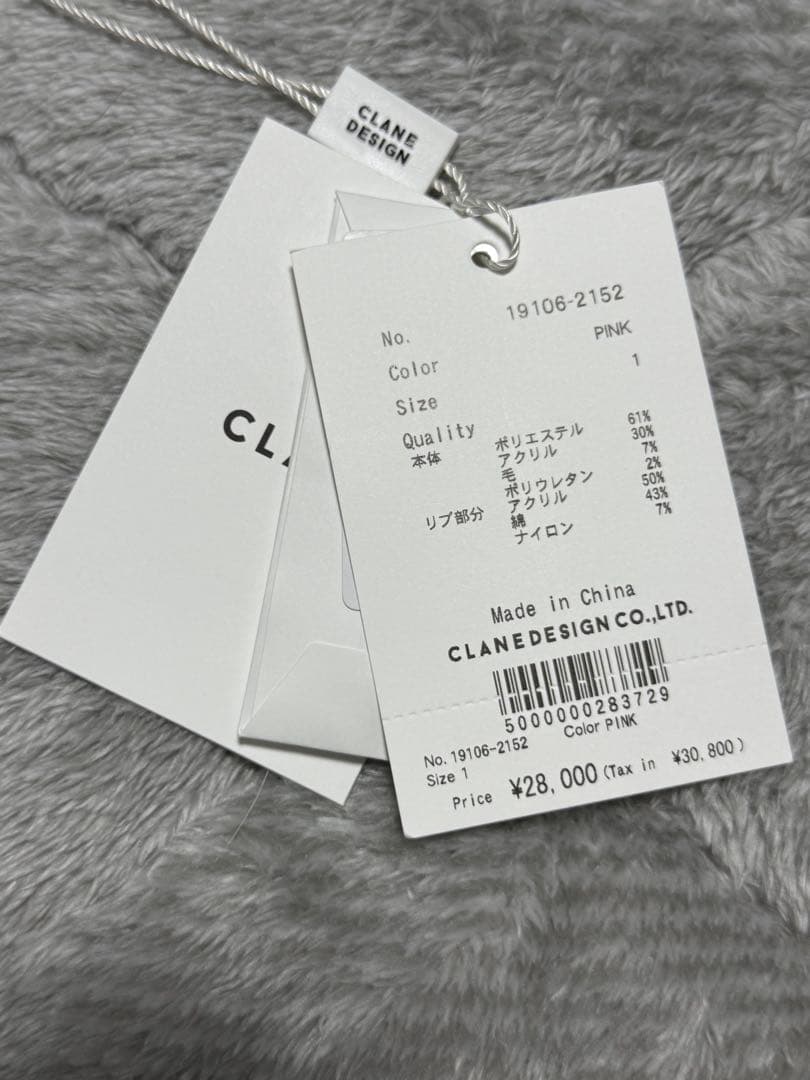 CLANE
DESIGN
CL
No. 19106-2152
Color PINK
Size 1
Quality
本体 ポリエステル 61%
アクリル 30%
毛 7%
ポリウレタン 2%
リブ部分 アクリル 50%
綿 43%
ナイロン 7%
Made in China
CLANEDESIGN CO.,LTD.
5000000283729
No. 19106-2152 Color PINK
Size 1
Price ¥28,000 (Tax in ¥30,800)